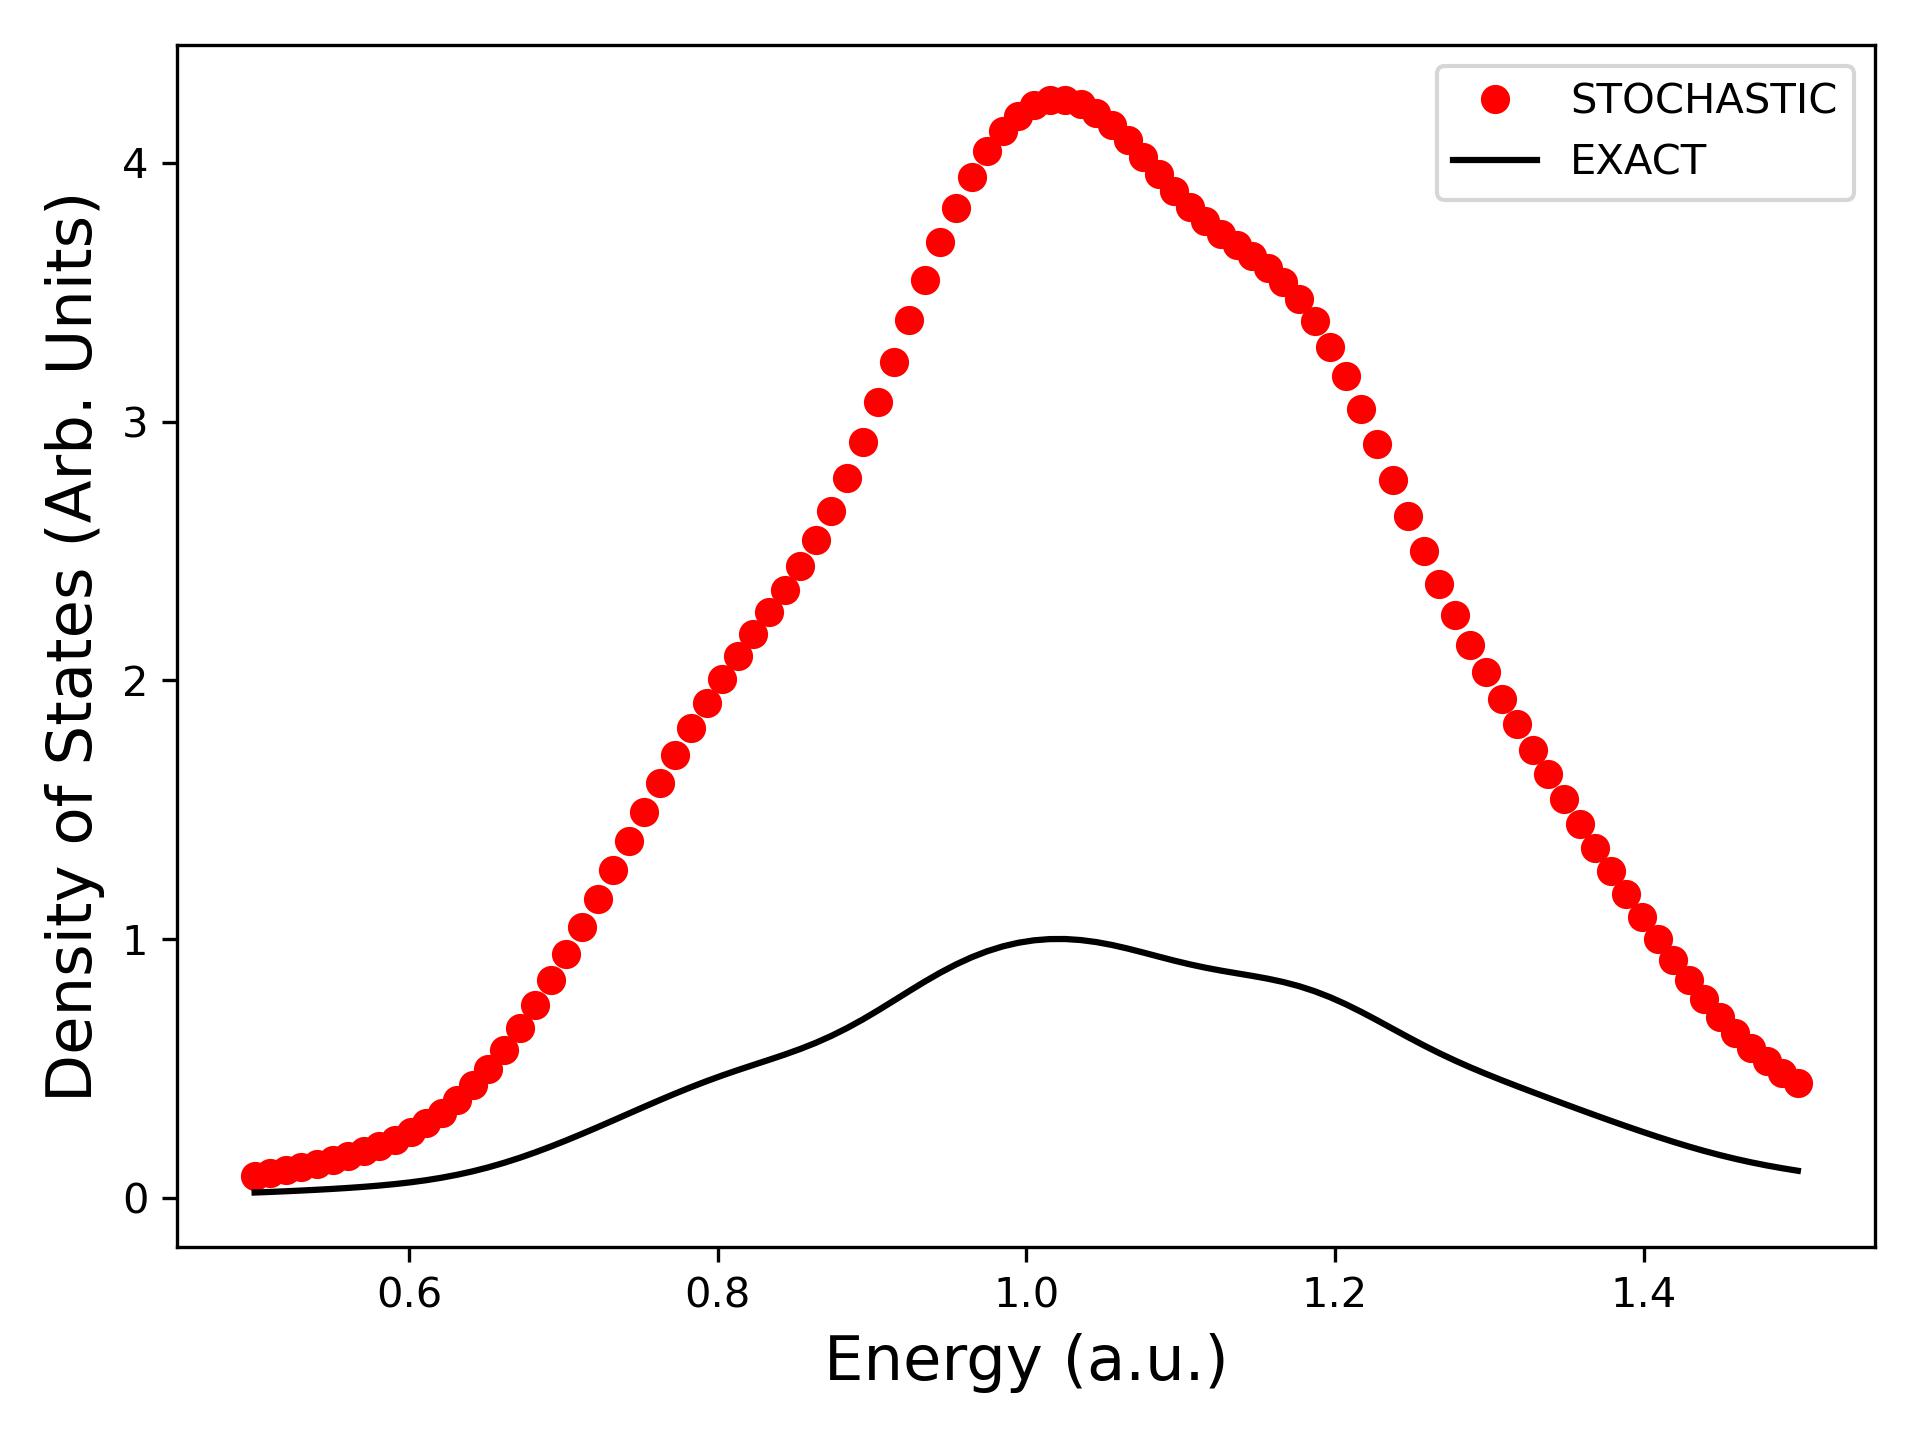 STOCHASTIC
EXACT
Density of States (Arb. Units)
4
3
2
1
0
0.6 0.8 1.0 1.2 1.4
Energy (a.u.)